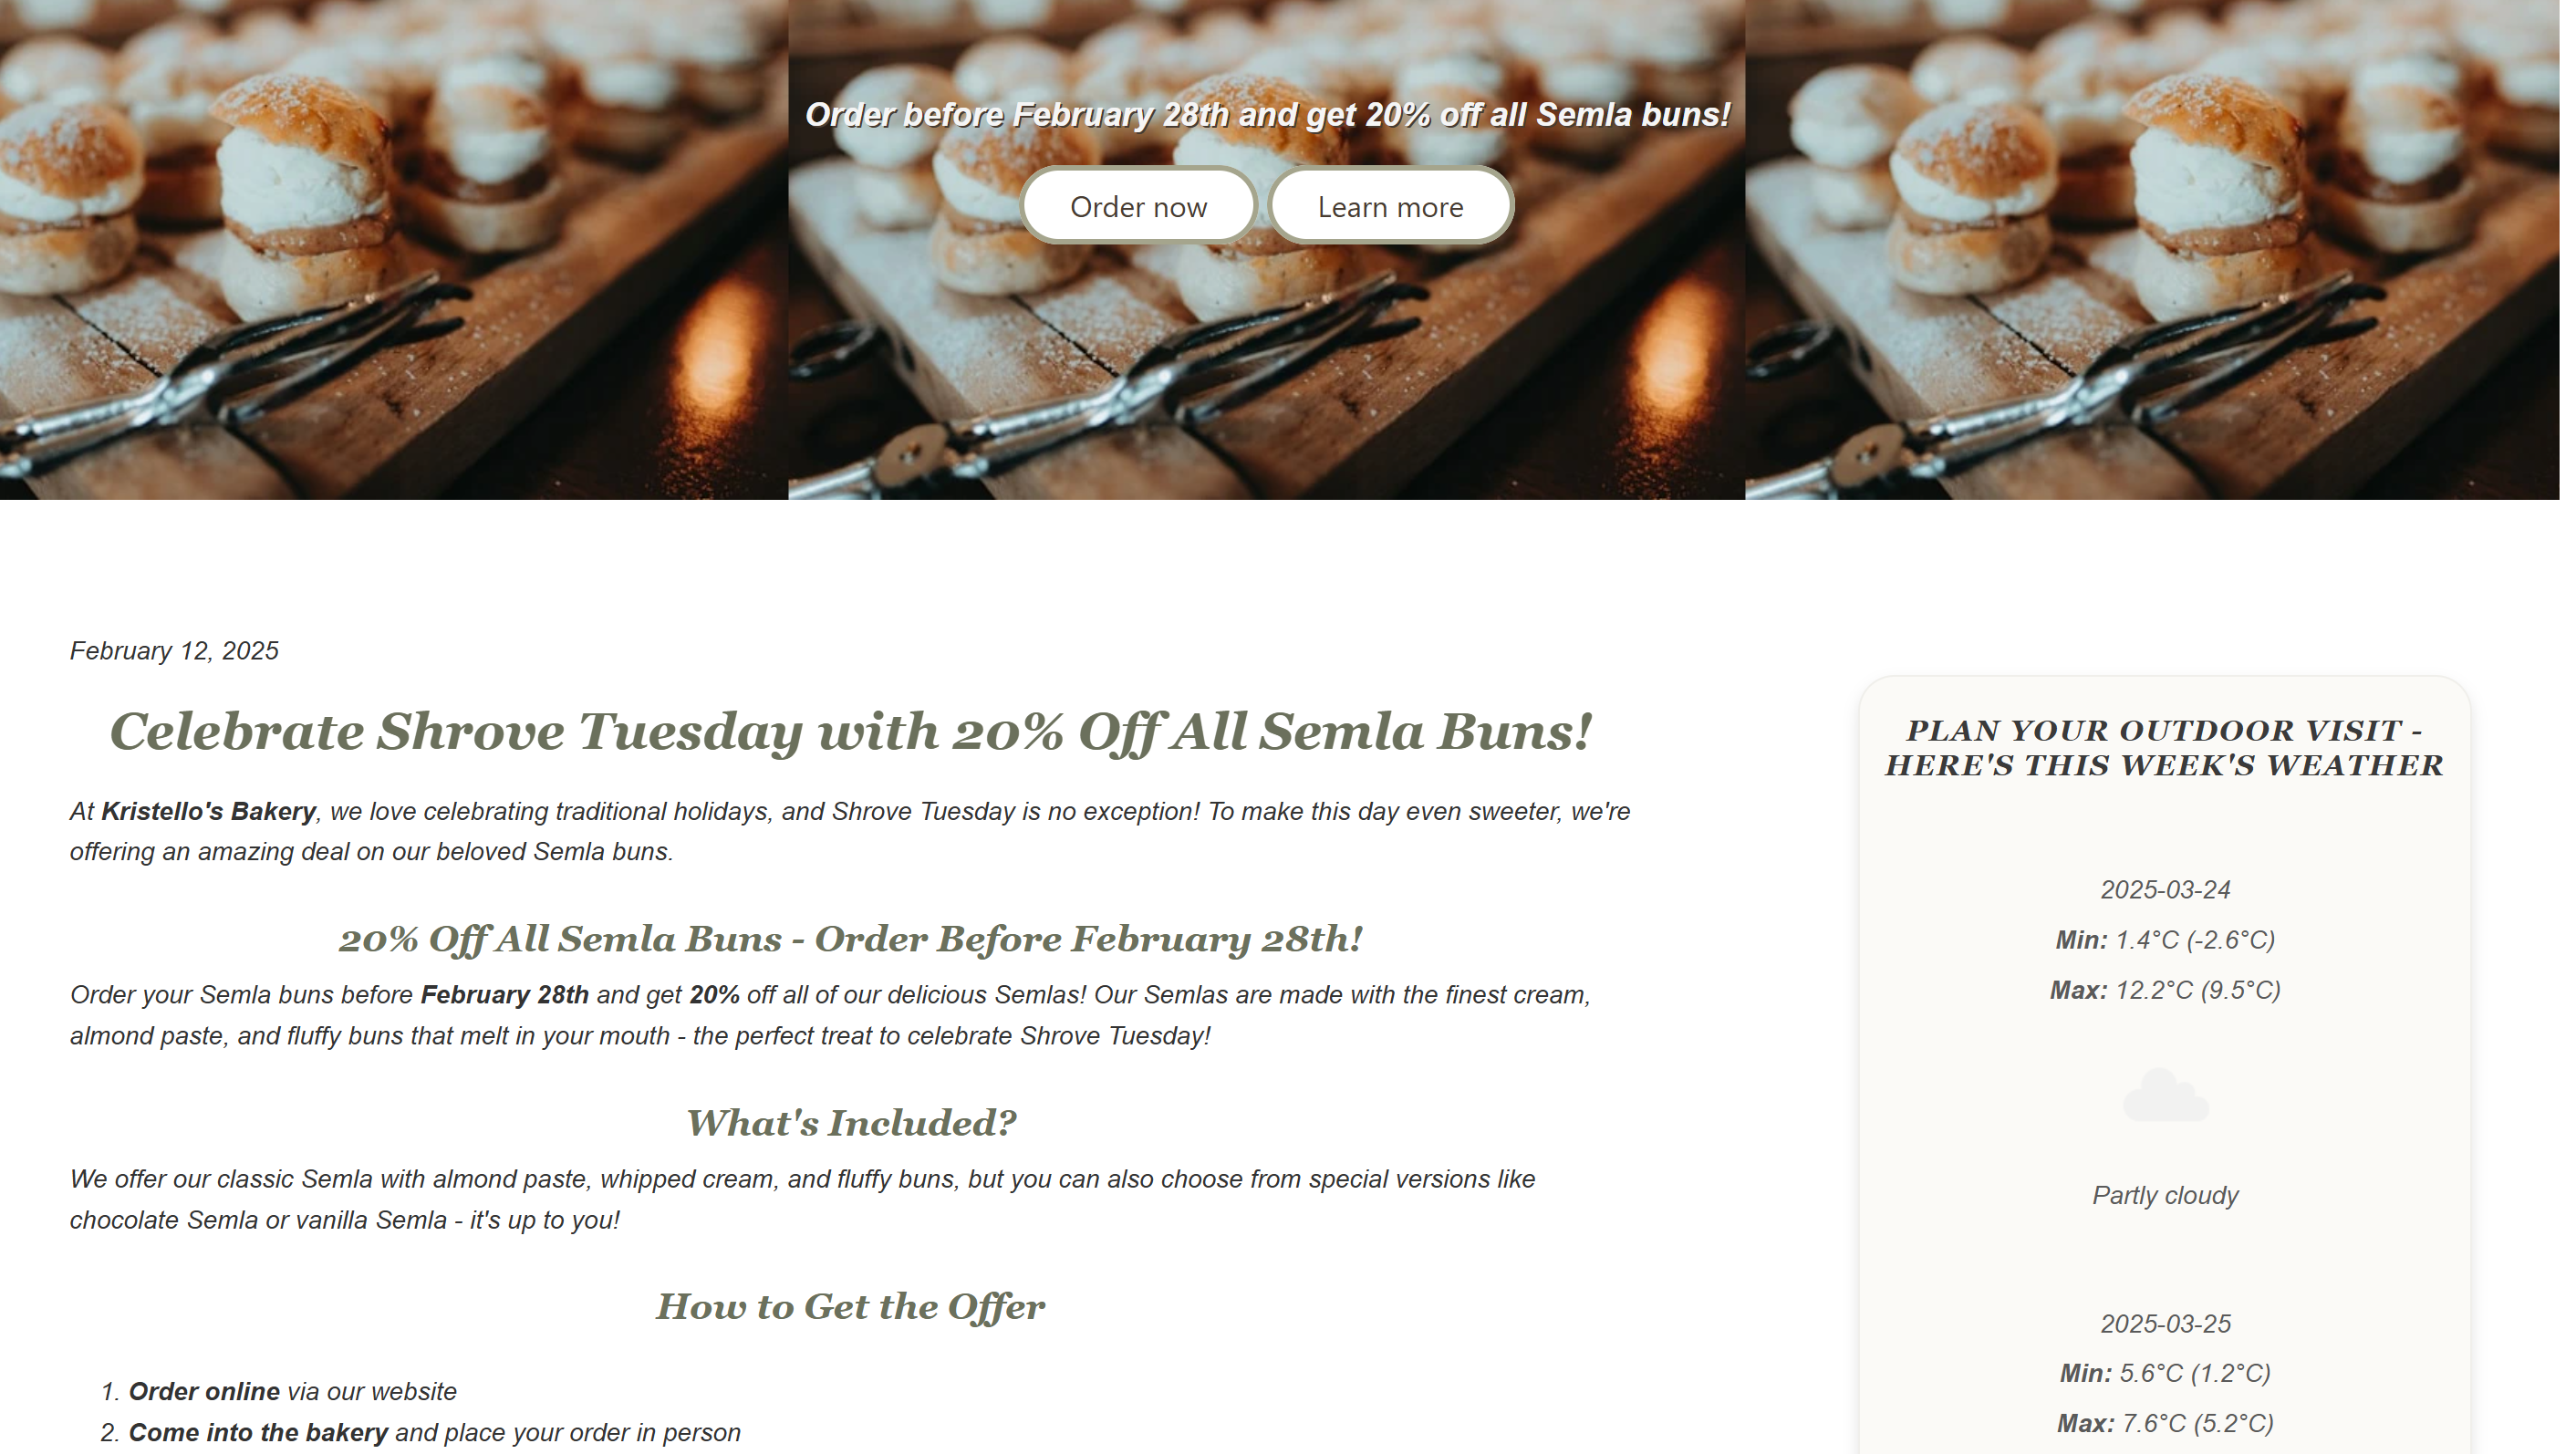 Order before February 28th and get 20% off all Semla buns!
Order now
Learn more
February 12, 2025
Celebrate Shrove Tuesday with 20% Off All Semla Buns!
At Kristello's Bakery, we love celebrating traditional holidays, and Shrove Tuesday is no exception! To make this day even sweeter, we're
offering an amazing deal on our beloved Semla buns.
20% Off All Semla Buns - Order Before February 28th!
Order your Semla buns before February 28th and get 20% off all of our delicious Semlas! Our Semlas are made with the finest cream,
almond paste, and fluffy buns that melt in your mouth - the perfect treat to celebrate Shrove Tuesday!
What's Included?
We offer our classic Semla with almond paste, whipped cream, and fluffy buns, but you can also choose from special versions like
chocolate Semla or vanilla Semla - it's up to you!
How to Get the Offer
1. Order online via our website
2. Come into the bakery and place your order in person
PLAN YOUR OUTDOOR VISIT -
HERE'S THIS WEEK'S WEATHER
2025-03-24
Min: 1.4°C (-2.6°C)
Max: 12.2°C (9.5°C)
Partly cloudy
2025-03-25
Min: 5.6°C (1.2°C)
Max: 7.6°C (5.2°C)